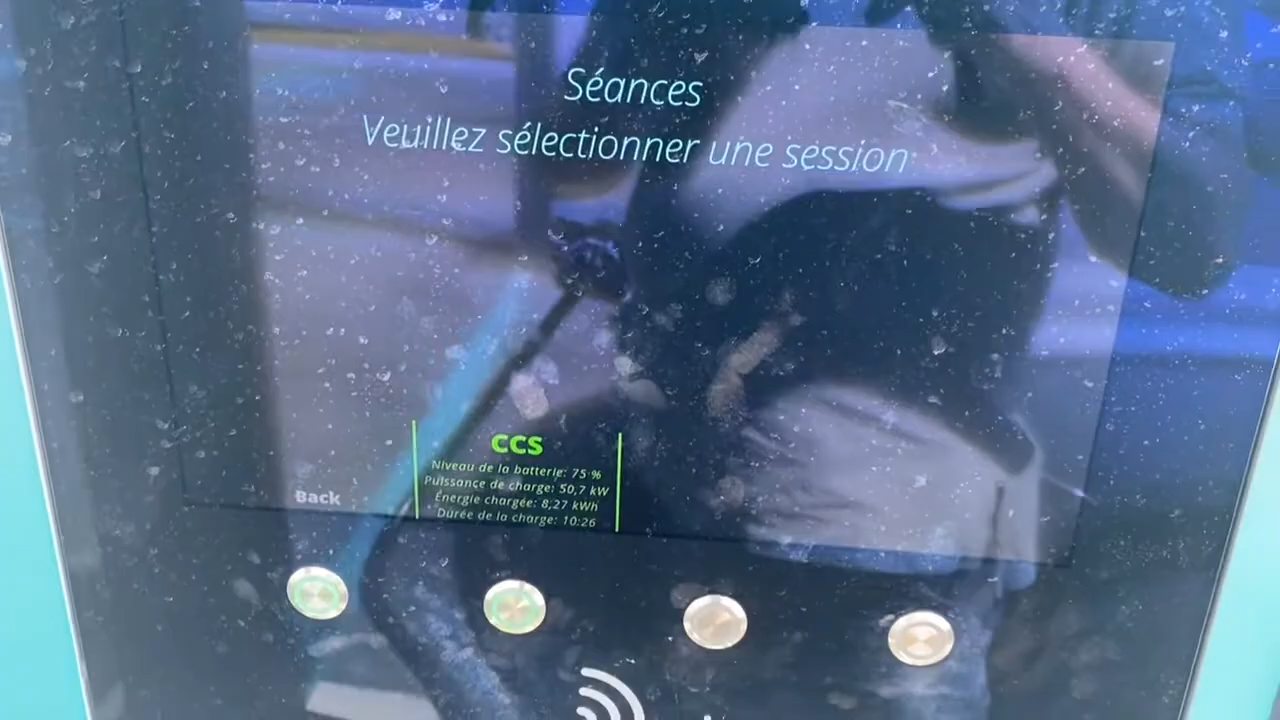 Séances
Veuillez sélectionner une session
CCS
Niveau de la batterie: 75 %
Puissance de charge: 50,7 kW
Énergie chargée: 8,27 kWh
Durée de la charge: 10:26
Back